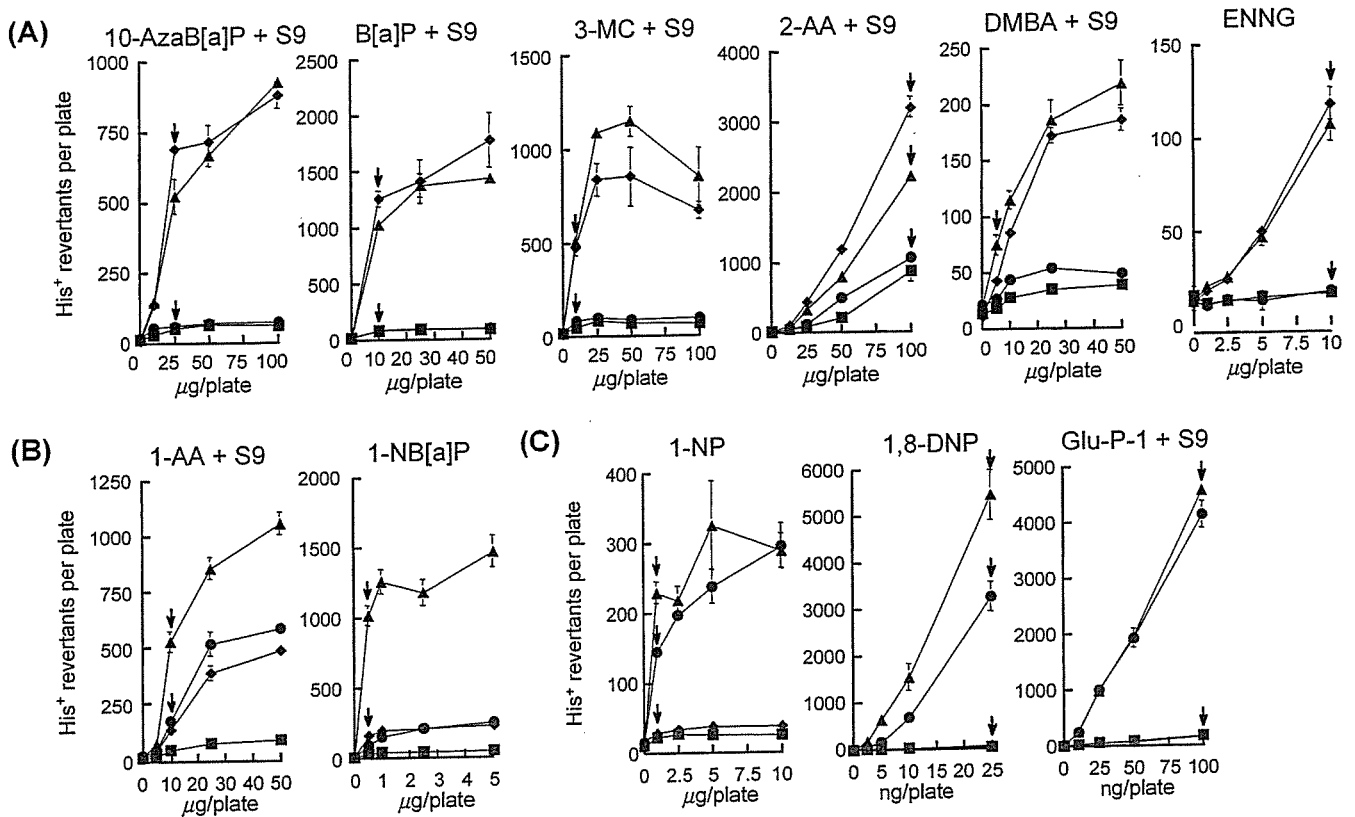 (A)
10-AzaB[a]P + S9
B[a]P + S9
3-MC + S9
2-AA + S9
DMBA + S9
ENNG
His+ revertants per plate
1000
750
500
250
0
0 25 50 75 100
μg/plate
2500
2000
1500
1000
500
0
0 10 20 30 40 50
μg/plate
1500
1000
500
0
0 25 50 75 100
μg/plate
4000
3000
2000
1000
0
0 25 50 75 100
μg/plate
250
200
150
100
50
0
0 10 20 30 40 50
μg/plate
150
100
50
0
0 2.5 5 7.5 10
μg/plate
(B)
1-AA + S9
1-NB[a]P
His+ revertants per plate
1250
1000
750
500
250
0
0 10 20 30 40 50
μg/plate
2000
1500
1000
500
0
0 1 2 3 4 5
μg/plate
(C)
1-NP
1,8-DNP
Glu-P-1 + S9
His+ revertants per plate
400
300
200
100
0
0 2.5 5 7.5 10
μg/plate
6000
5000
4000
3000
2000
1000
0
0 5 10 15 20 25
ng/plate
5000
4000
3000
2000
1000
0
0 25 50 75 100
ng/plate